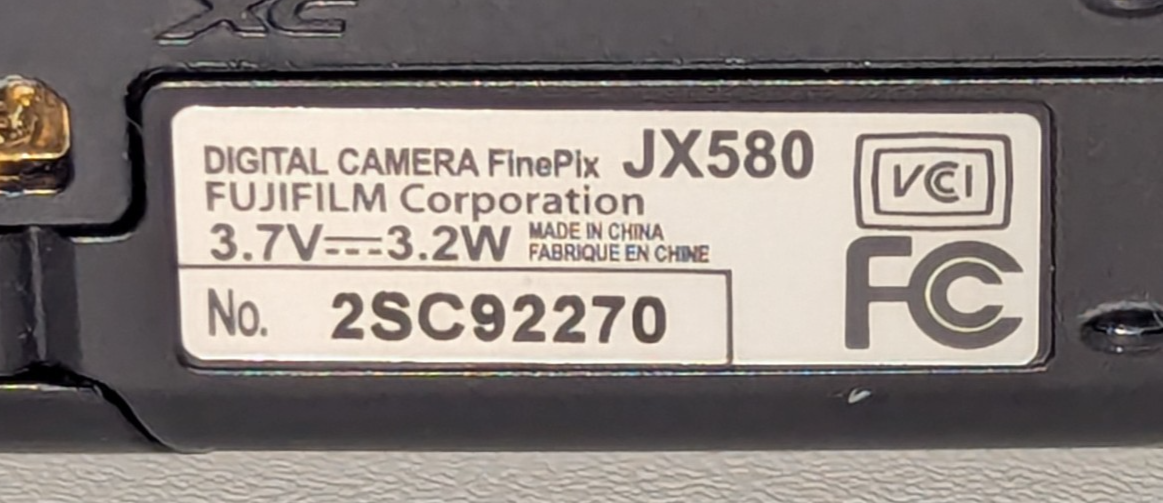 XC
DIGITAL CAMERA FinePix JX580
FUJIFILM Corporation
3.7V⎓3.2W MADE IN CHINA
FABRIQUE EN CHINE
No. 2SC92270
VCCI
FC